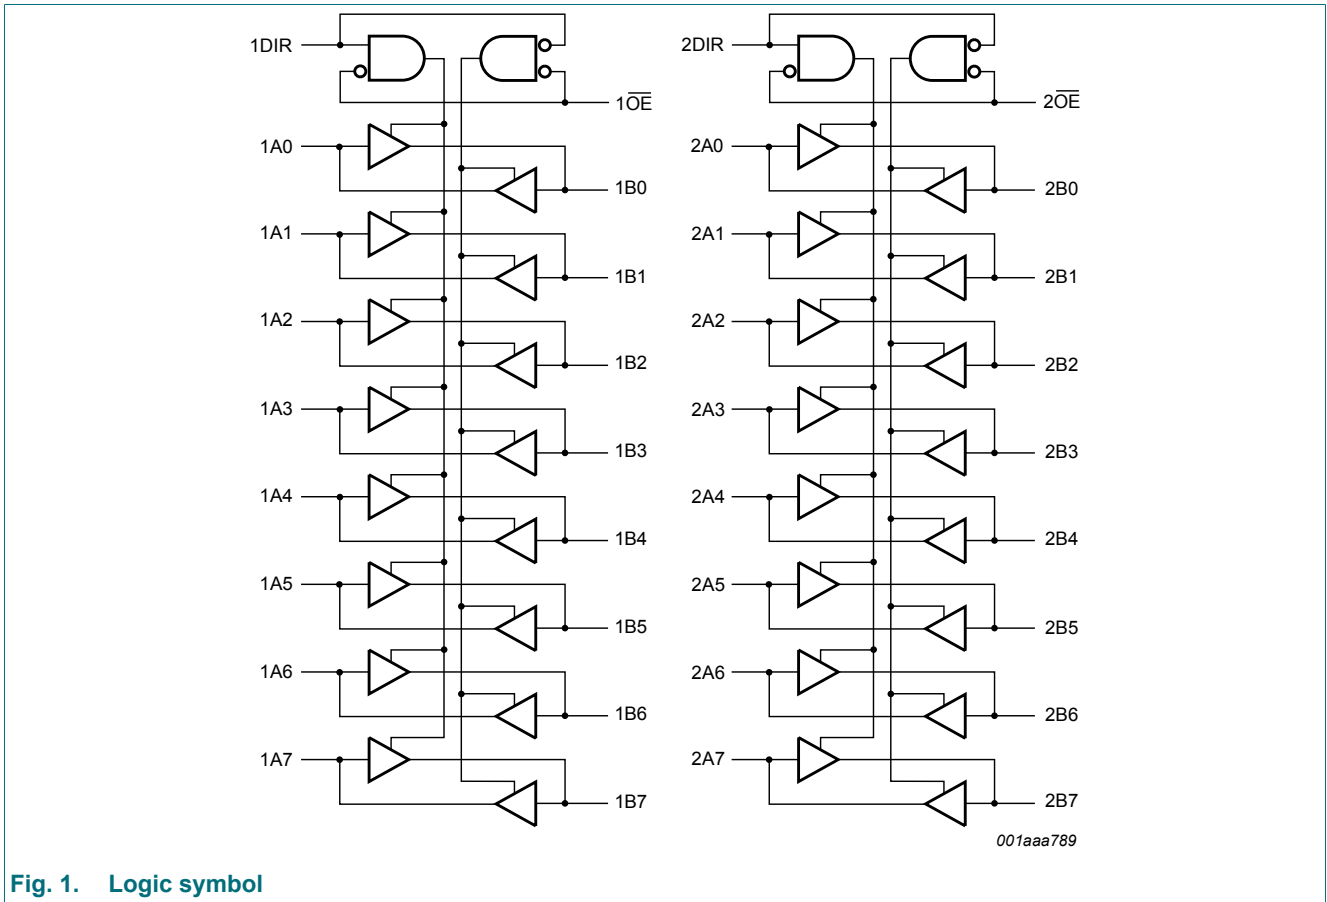 1DIR
2DIR
1O̅E̅
2O̅E̅
1A0
2A0
1B0
2B0
1A1
2A1
1B1
2B1
1A2
2A2
1B2
2B2
1A3
2A3
1B3
2B3
1A4
2A4
1B4
2B4
1A5
2A5
1B5
2B5
1A6
2A6
1B6
2B6
1A7
2A7
1B7
2B7
001aaa789
Fig. 1. Logic symbol